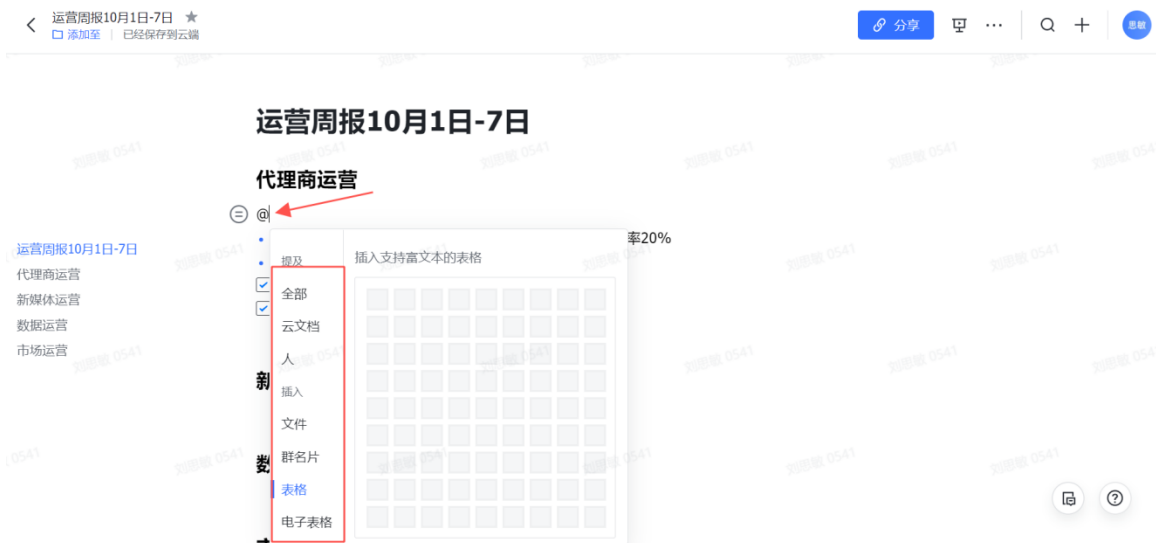 运营周报10月1日-7日
添加至 | 已经保存到云端
分享
思敏
运营周报10月1日-7日
代理商运营
@
率20%
运营周报10月1日-7日
代理商运营
新媒体运营
数据运营
市场运营
提及
全部
云文档
人
插入
文件
群名片
表格
电子表格
插入支持富文本的表格
新
数
刘思敏 0541